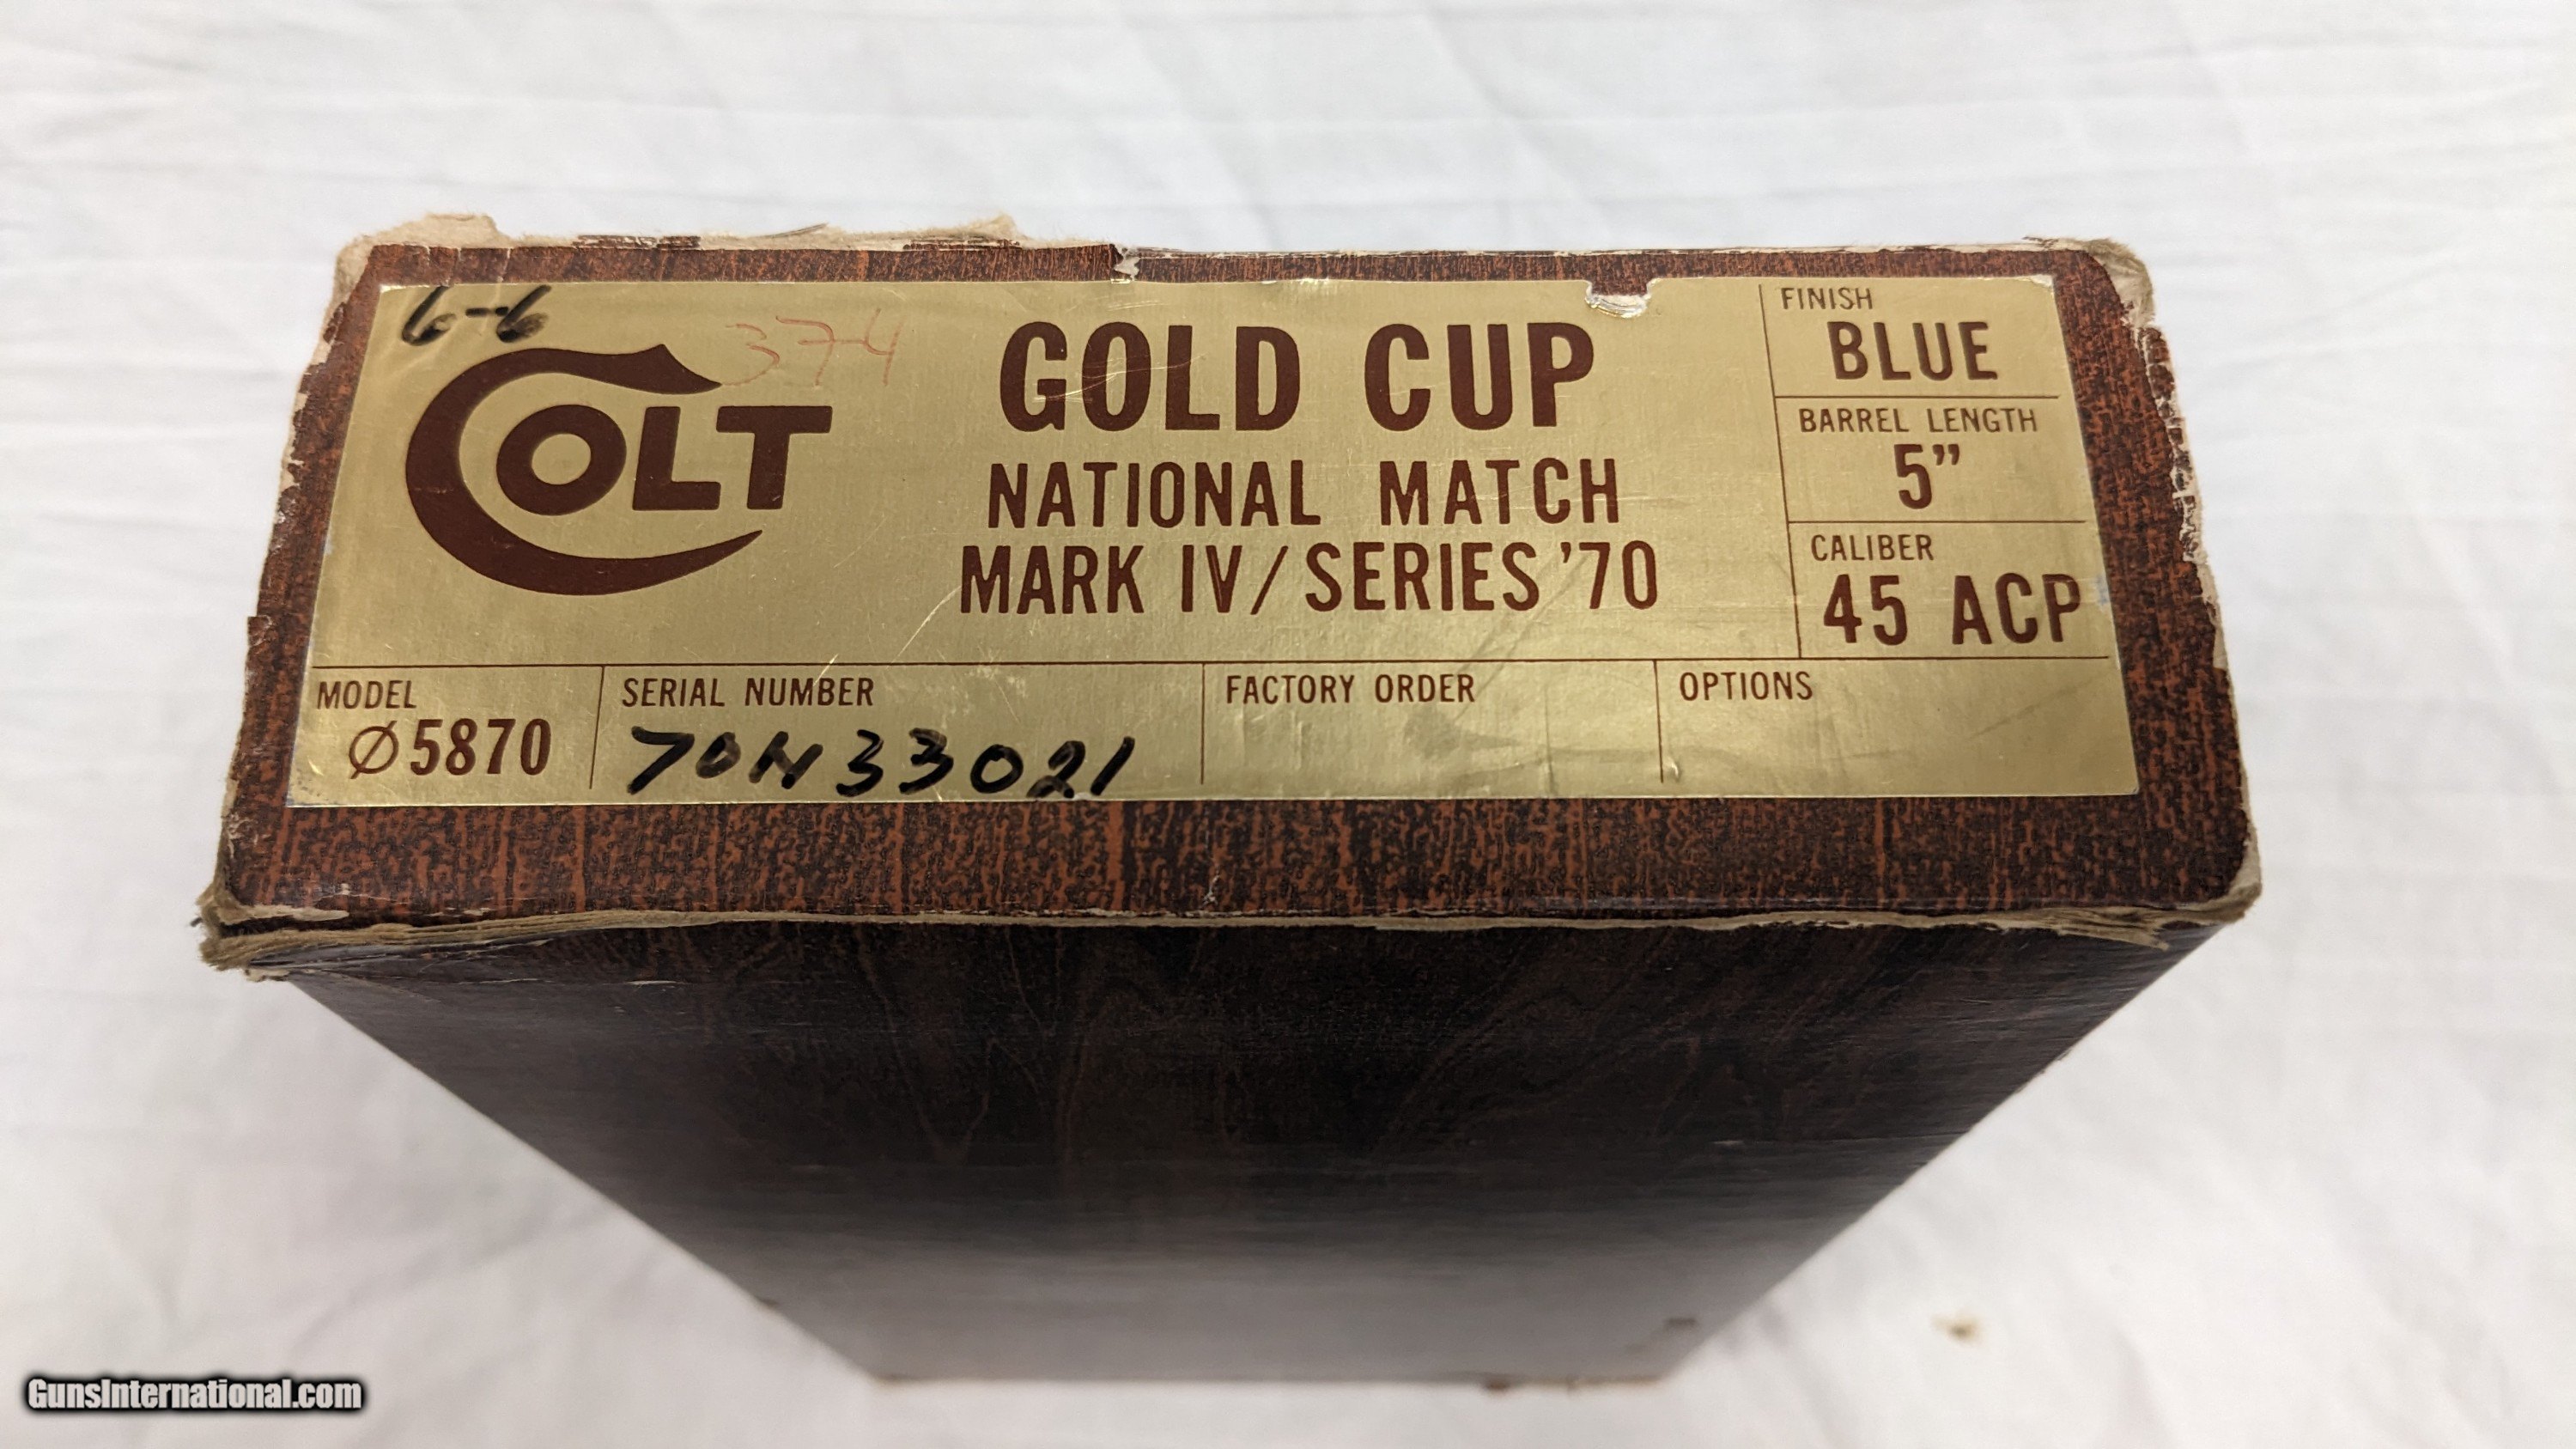 6-6
374
COLT
GOLD CUP
NATIONAL MATCH
MARK IV/SERIES '70
FINISH
BLUE
BARREL LENGTH
5”
CALIBER
45 ACP
MODEL
Ø5870
SERIAL NUMBER
70N33021
FACTORY ORDER
OPTIONS
GunsInternational.com